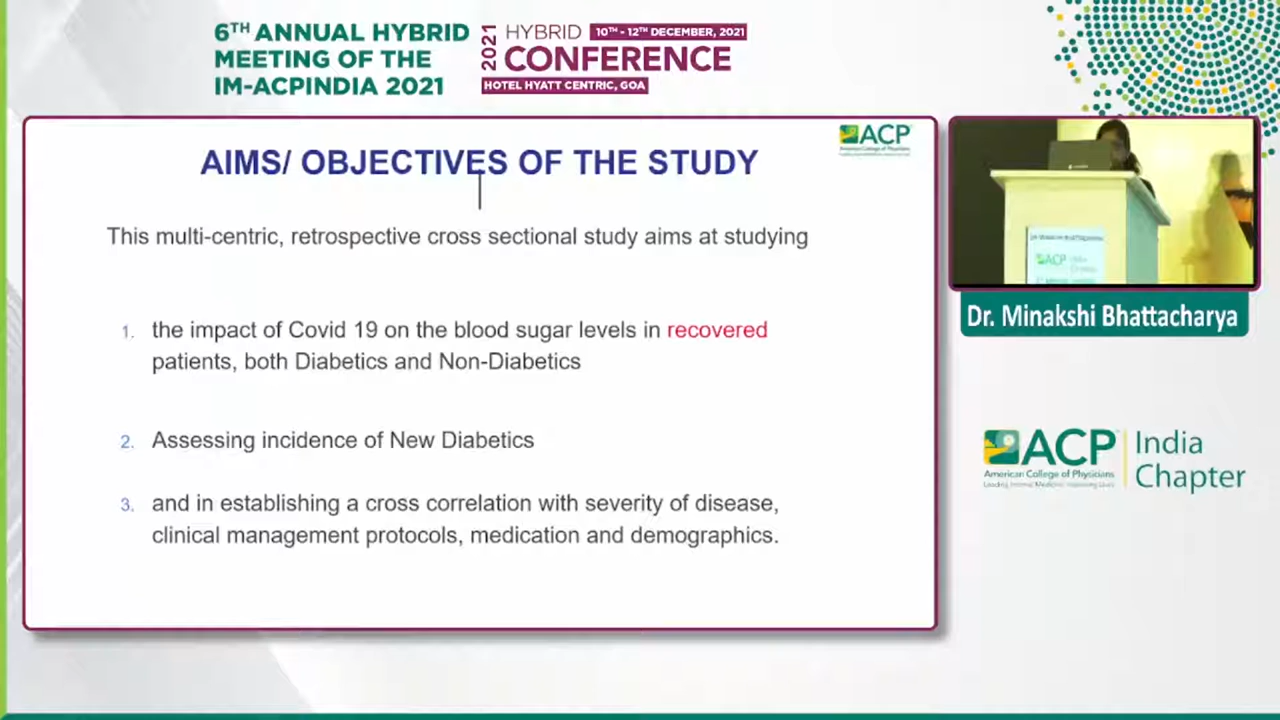 6TH ANNUAL HYBRID
MEETING OF THE
IM-ACPINDIA 2021
2021
HYBRID 10TH - 12TH DECEMBER, 2021
CONFERENCE
HOTEL HYATT CENTRIC, GOA
ACP
American College of Physicians
AIMS/ OBJECTIVES OF THE STUDY
This multi-centric, retrospective cross sectional study aims at studying
1. the impact of Covid 19 on the blood sugar levels in recovered
patients, both Diabetics and Non-Diabetics
2. Assessing incidence of New Diabetics
3. and in establishing a cross correlation with severity of disease,
clinical management protocols, medication and demographics.
ACP
Dr. Minakshi Bhattacharya
ACP India
Chapter
American College of Physicians
Leading Internal Medicine, Improving Lives